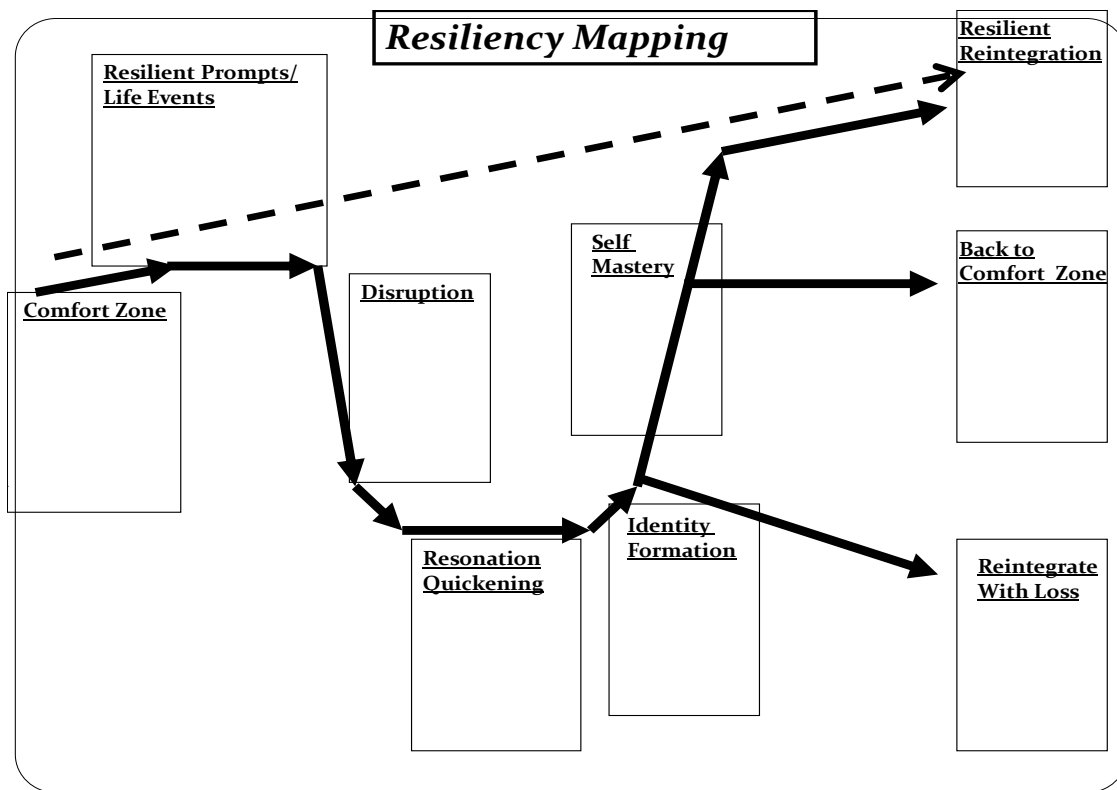 Resiliency Mapping
Resilient
Reintegration
Resilient Prompts/
Life Events
Self
Mastery
Back to
Comfort Zone
Disruption
Comfort Zone
Identity
Formation
Resonation
Quickening
Reintegrate
With Loss